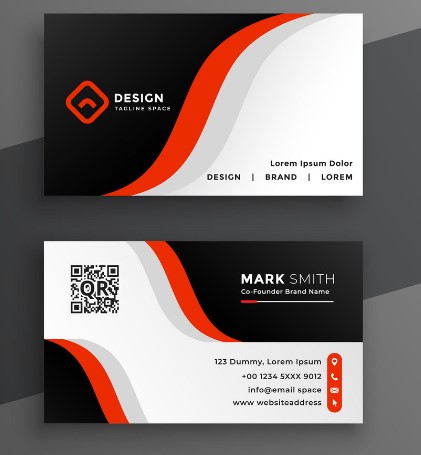 DESIGN
TAGLINE SPACE
Lorem Ipsum Dolor
DESIGN | BRAND | LOREM
QR
MARK SMITH
Co-Founder Brand Name
123 Dummy, Lorem Ipsum
+00 1234 5XXX 9012
info@email space
www websiteaddress